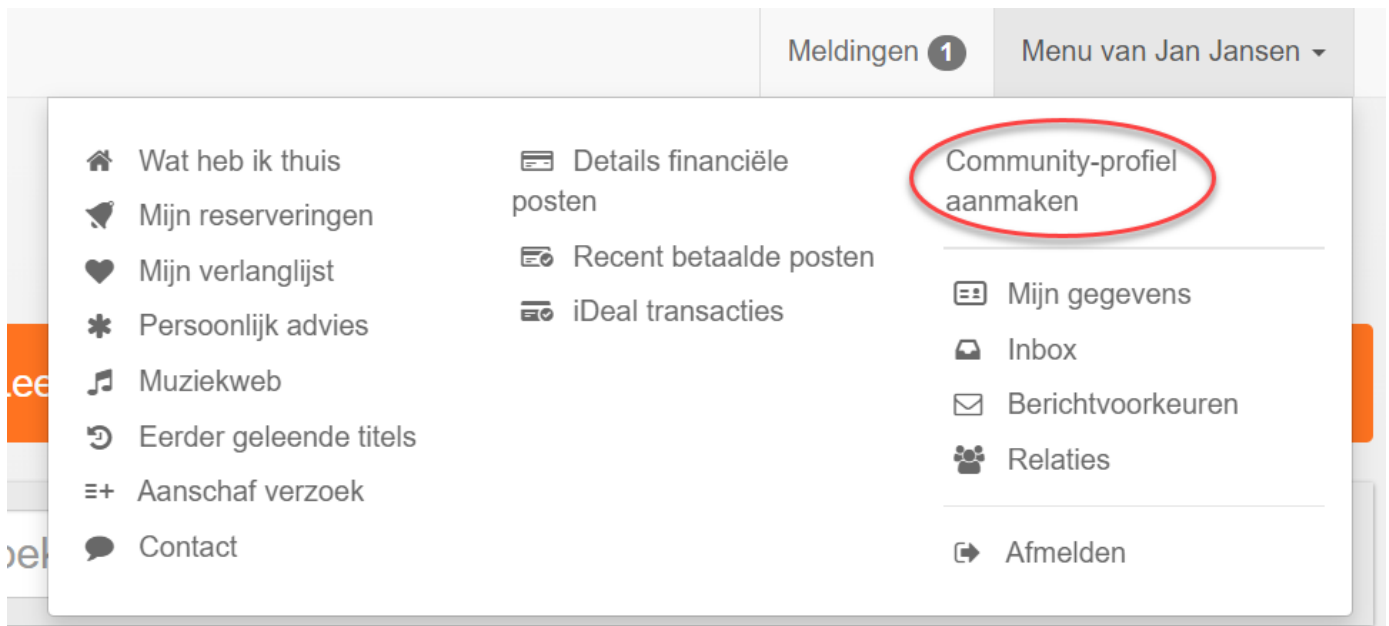 Meldingen 1
Menu van Jan Jansen
Wat heb ik thuis
Mijn reserveringen
Mijn verlanglijst
Persoonlijk advies
Muziekweb
Eerder geleende titels
Aanschaf verzoek
Contact
Details financiële
posten
Recent betaalde posten
iDeal transacties
Community-profiel
aanmaken
Mijn gegevens
Inbox
Berichtvoorkeuren
Relaties
Afmelden